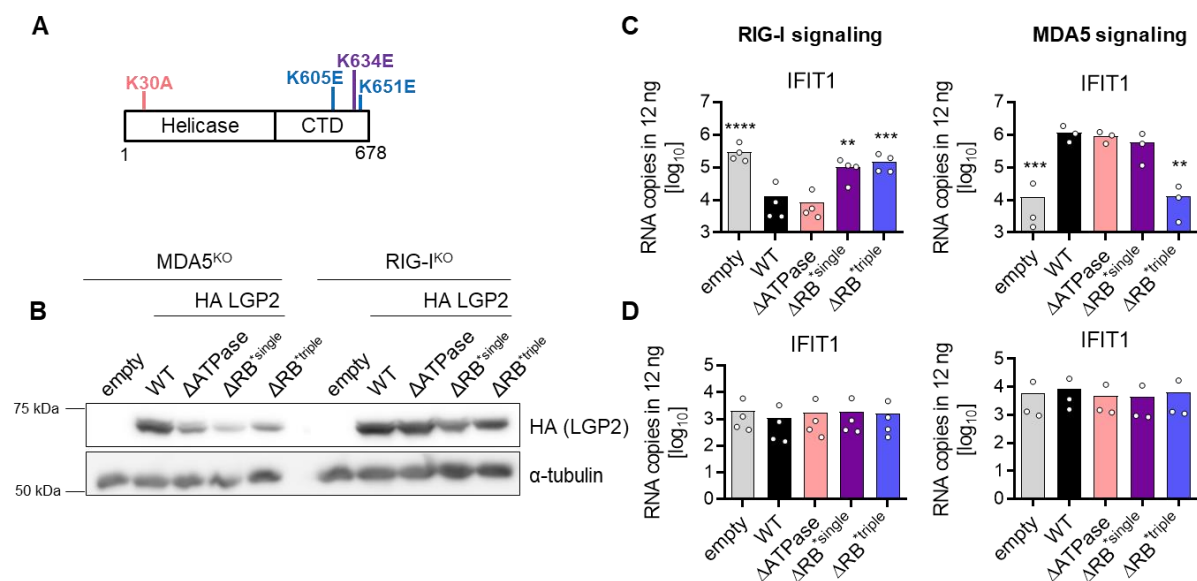 A
K30A
K605E
K634E
K651E
Helicase
CTD
1
678
B
MDA5KO
RIG-IKO
HA LGP2
HA LGP2
empty
WT
ΔATPase
ΔRB*single
ΔRB*triple
empty
WT
ΔATPase
ΔRB*single
ΔRB*triple
75 kDa
50 kDa
HA (LGP2)
α-tubulin
C
RIG-I signaling
IFIT1
RNA copies in 12 ng
[log10]
7
6
5
4
3
****
**
***
empty
WT
ΔATPase
ΔRB*single
ΔRB*triple
MDA5 signaling
IFIT1
RNA copies in 12 ng
[log10]
7
6
5
4
3
***
**
empty
WT
ΔATPase
ΔRB*single
ΔRB*triple
D
IFIT1
RNA copies in 12 ng
[log10]
5
4
3
2
1
0
empty
WT
ΔATPase
ΔRB*single
ΔRB*triple
IFIT1
RNA copies in 12 ng
[log10]
5
4
3
2
1
0
empty
WT
ΔATPase
ΔRB*single
ΔRB*triple